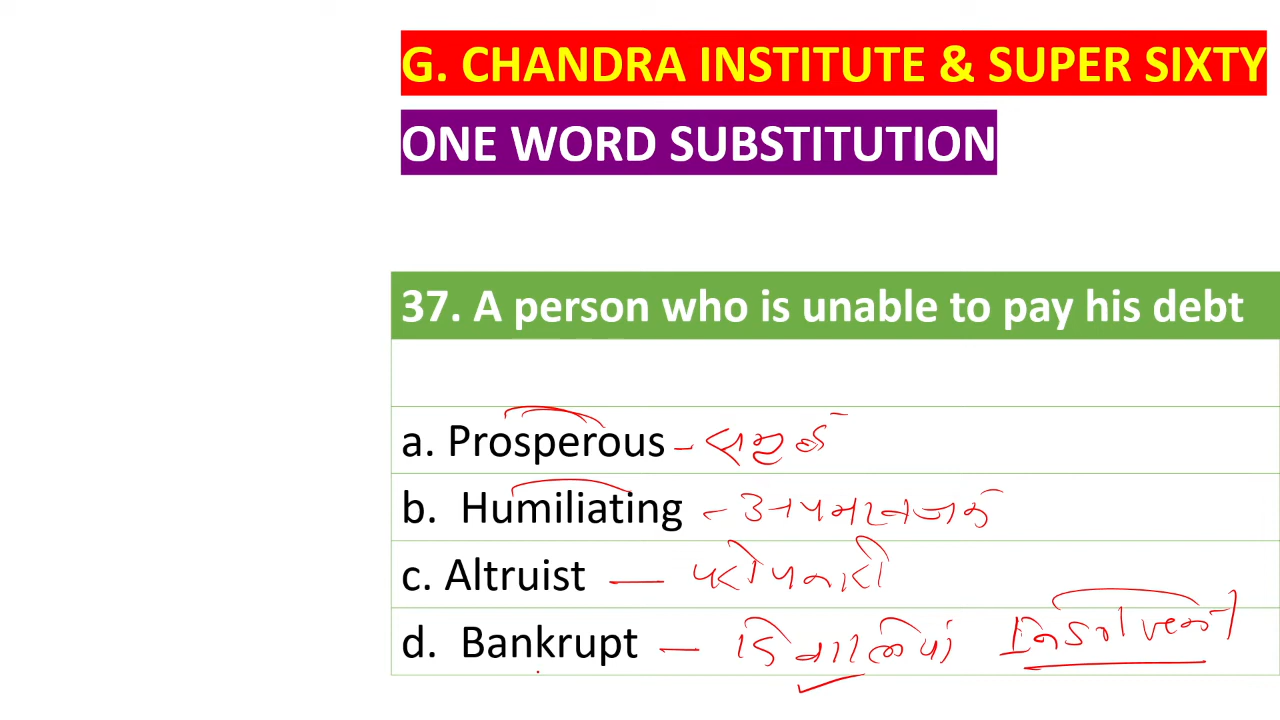 G. CHANDRA INSTITUTE & SUPER SIXTY
ONE WORD SUBSTITUTION
37. A person who is unable to pay his debt
a. Prosperous –
b. Humiliating – अपमानजनक
c. Altruist — परोपकारी
d. Bankrupt — दिवालिया Insolvent